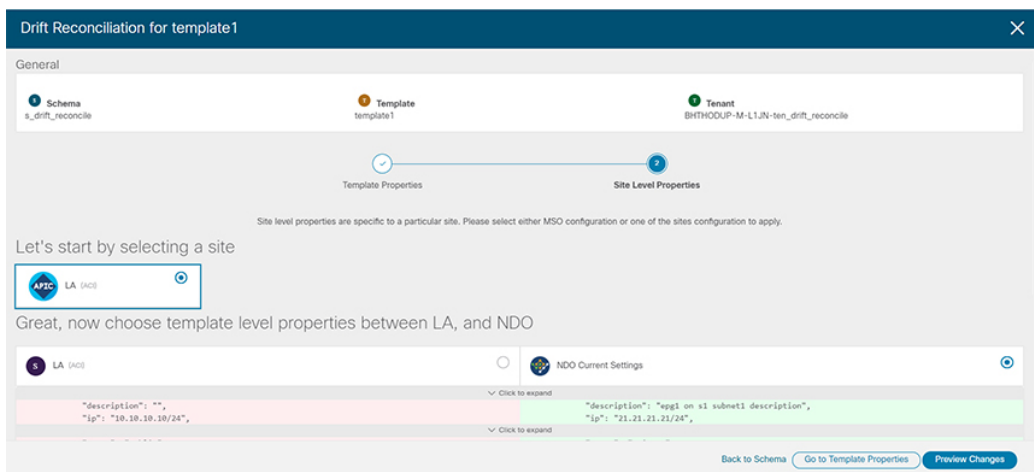 Drift Reconciliation for template1
General
S Schema
s_drift_reconcile
T Template
template1
T Tenant
BHTHODUP-M-L1JN-ten_drift_reconcile
2
Template Properties
Site Level Properties
Site level properties are specific to a particular site. Please select either MSO configuration or one of the sites configuration to apply.
Let's start by selecting a site
APIC LA (ACI)
Great, now choose template level properties between LA, and NDO
S LA (ACI)
NDO Current Settings
Click to expand
"description": "", "description": "epg1 on s1 subnet1 description",
"ip": "10.10.10.10/24", "ip": "21.21.21.21/24",
Click to expand
Back to Schema Go to Template Properties Preview Changes